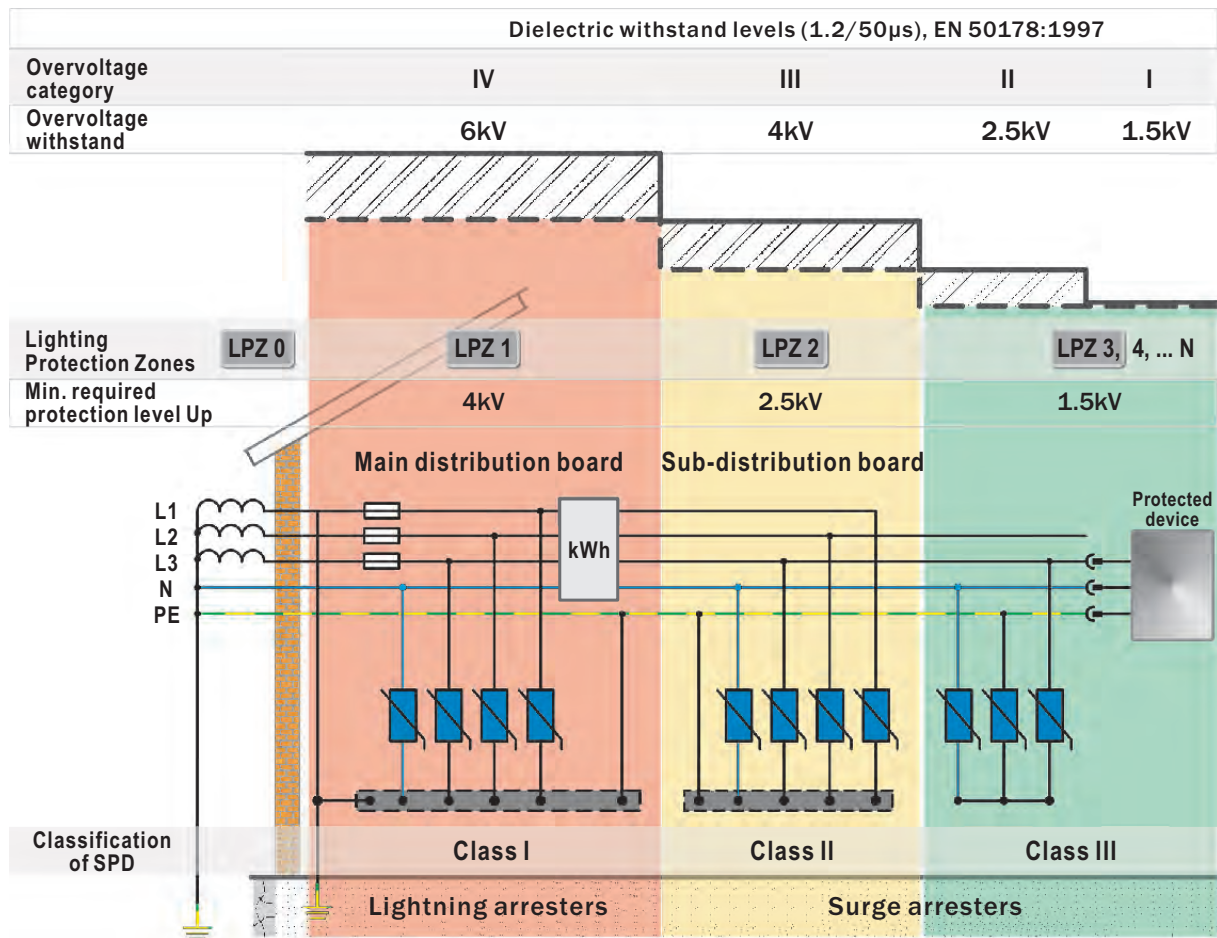 Dielectric withstand levels (1.2/50µs), EN 50178:1997
Overvoltage category
IV III II I
Overvoltage withstand
6kV 4kV 2.5kV 1.5kV
Lighting Protection Zones
LPZ 0 LPZ 1 LPZ 2 LPZ 3, 4, ... N
Min. required protection level Up
4kV 2.5kV 1.5kV
Main distribution board Sub-distribution board
Protected
device
L1
L2
L3
N
PE
kWh
Classification of SPD
Class I Class II Class III
Lightning arresters Surge arresters